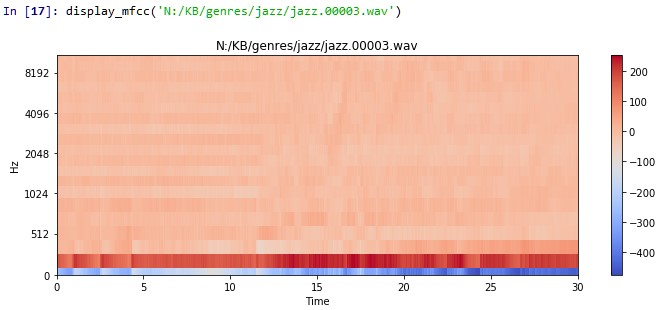 In [17]: display_mfcc('N:/KB/genres/jazz/jazz.00003.wav')
N:/KB/genres/jazz/jazz.00003.wav
8192
4096
2048
1024
512
0
Hz
0 5 10 15 20 25 30
Time
200
100
0
−100
−200
−300
−400